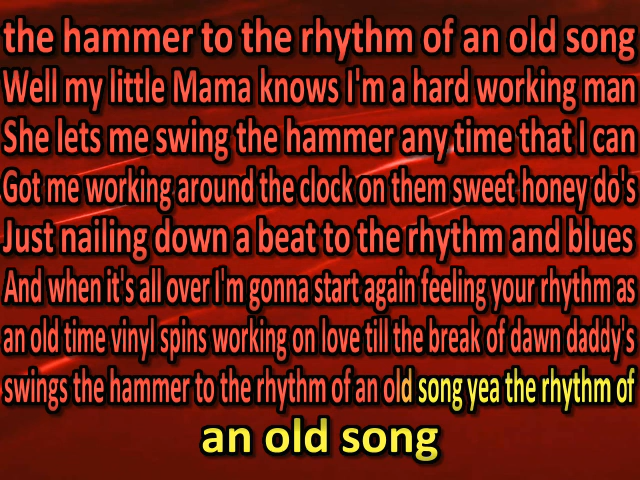 the hammer to the rhythm of an old song
Well my little Mama knows I'm a hard working man
She lets me swing the hammer any time that I can
Got me working around the clock on them sweet honey do's
Just nailing down a beat to the rhythm and blues
And when it's all over I'm gonna start again feeling your rhythm as
an old time vinyl spins working on love till the break of dawn daddy's
swings the hammer to the rhythm of an old song yea the rhythm of
an old song